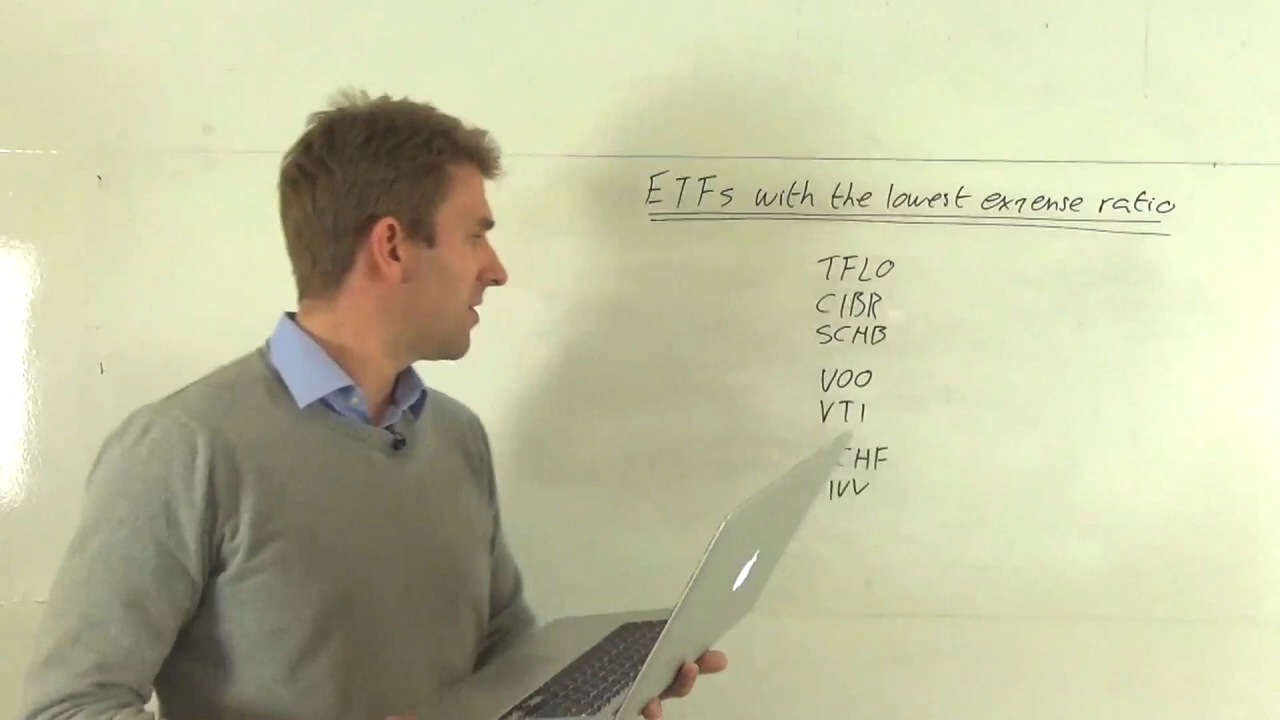 ETFs with the lowest expense ratio
TFLO
CIBR
SCHB
VOO
VTI
CHF
IVV